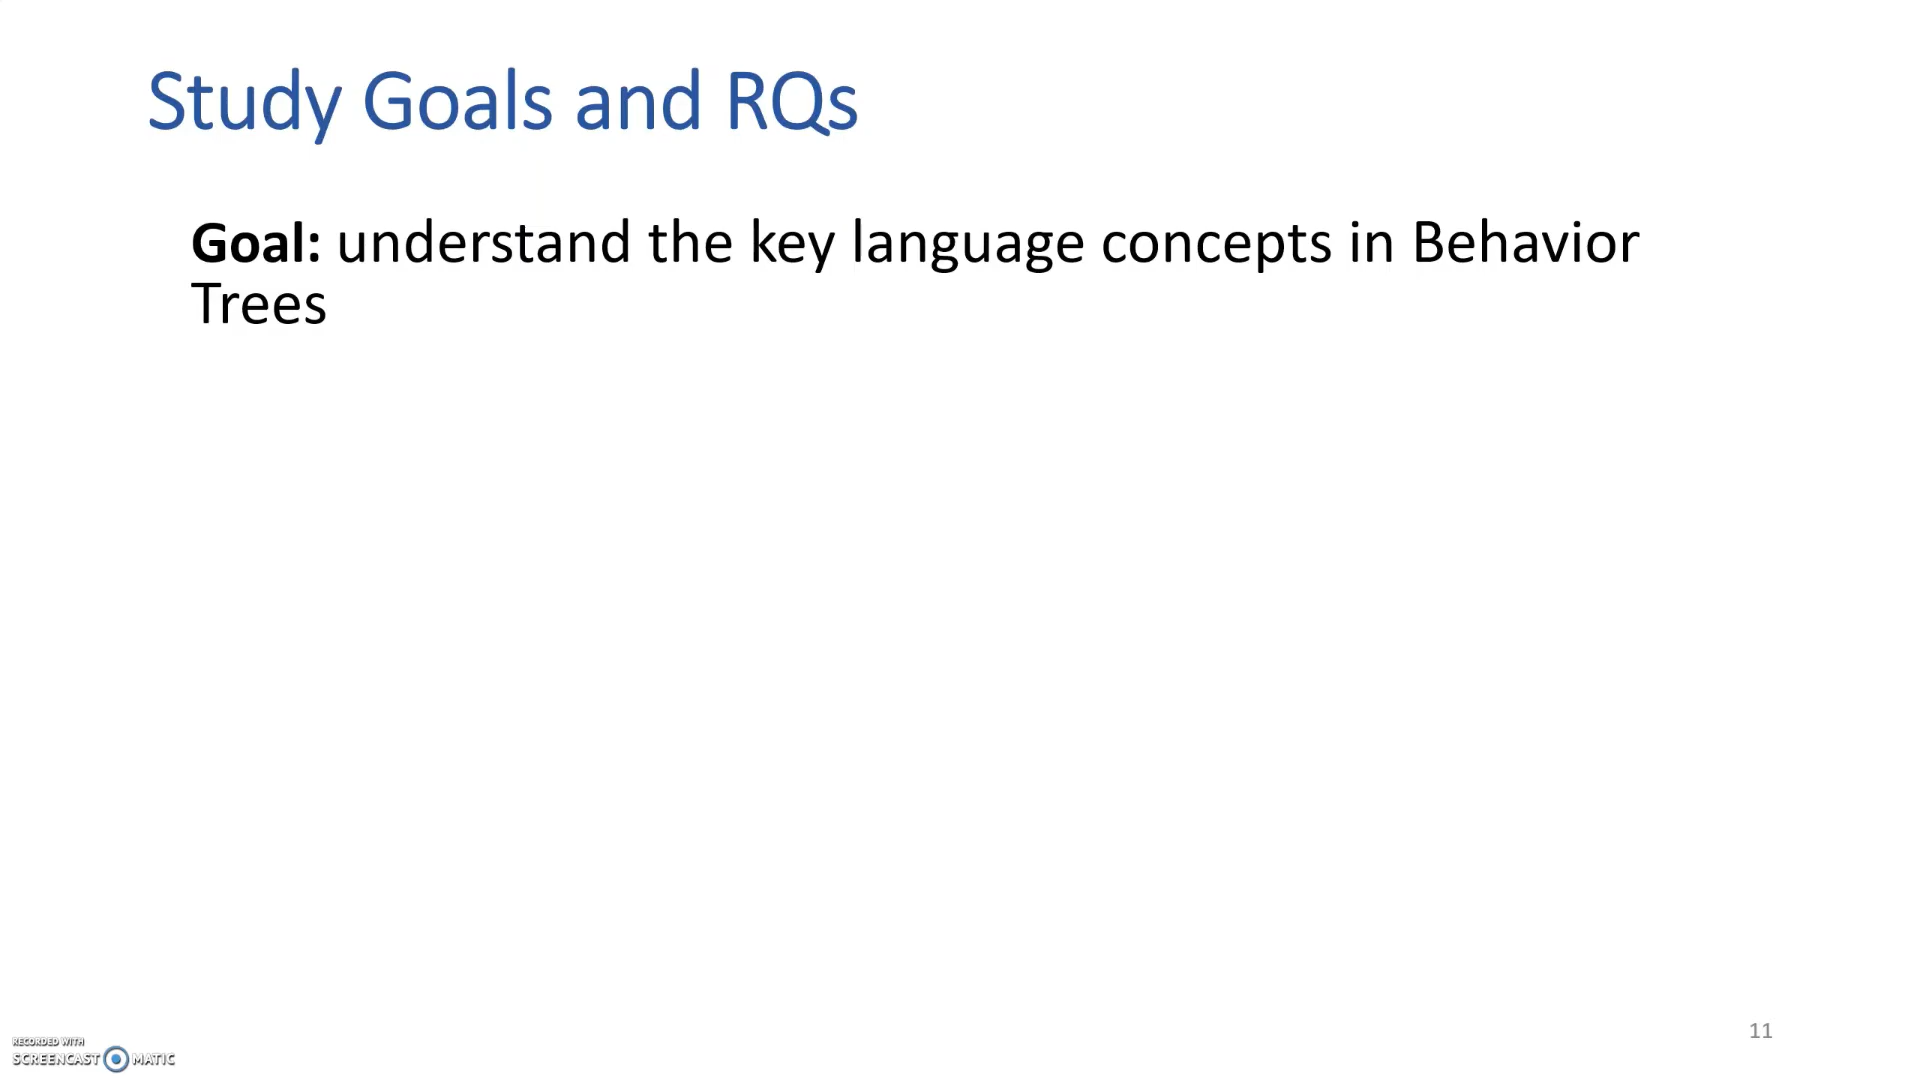 Study Goals and RQs
Goal: understand the key language concepts in Behavior
Trees
11
RECORDED WITH
SCREENCAST MATIC